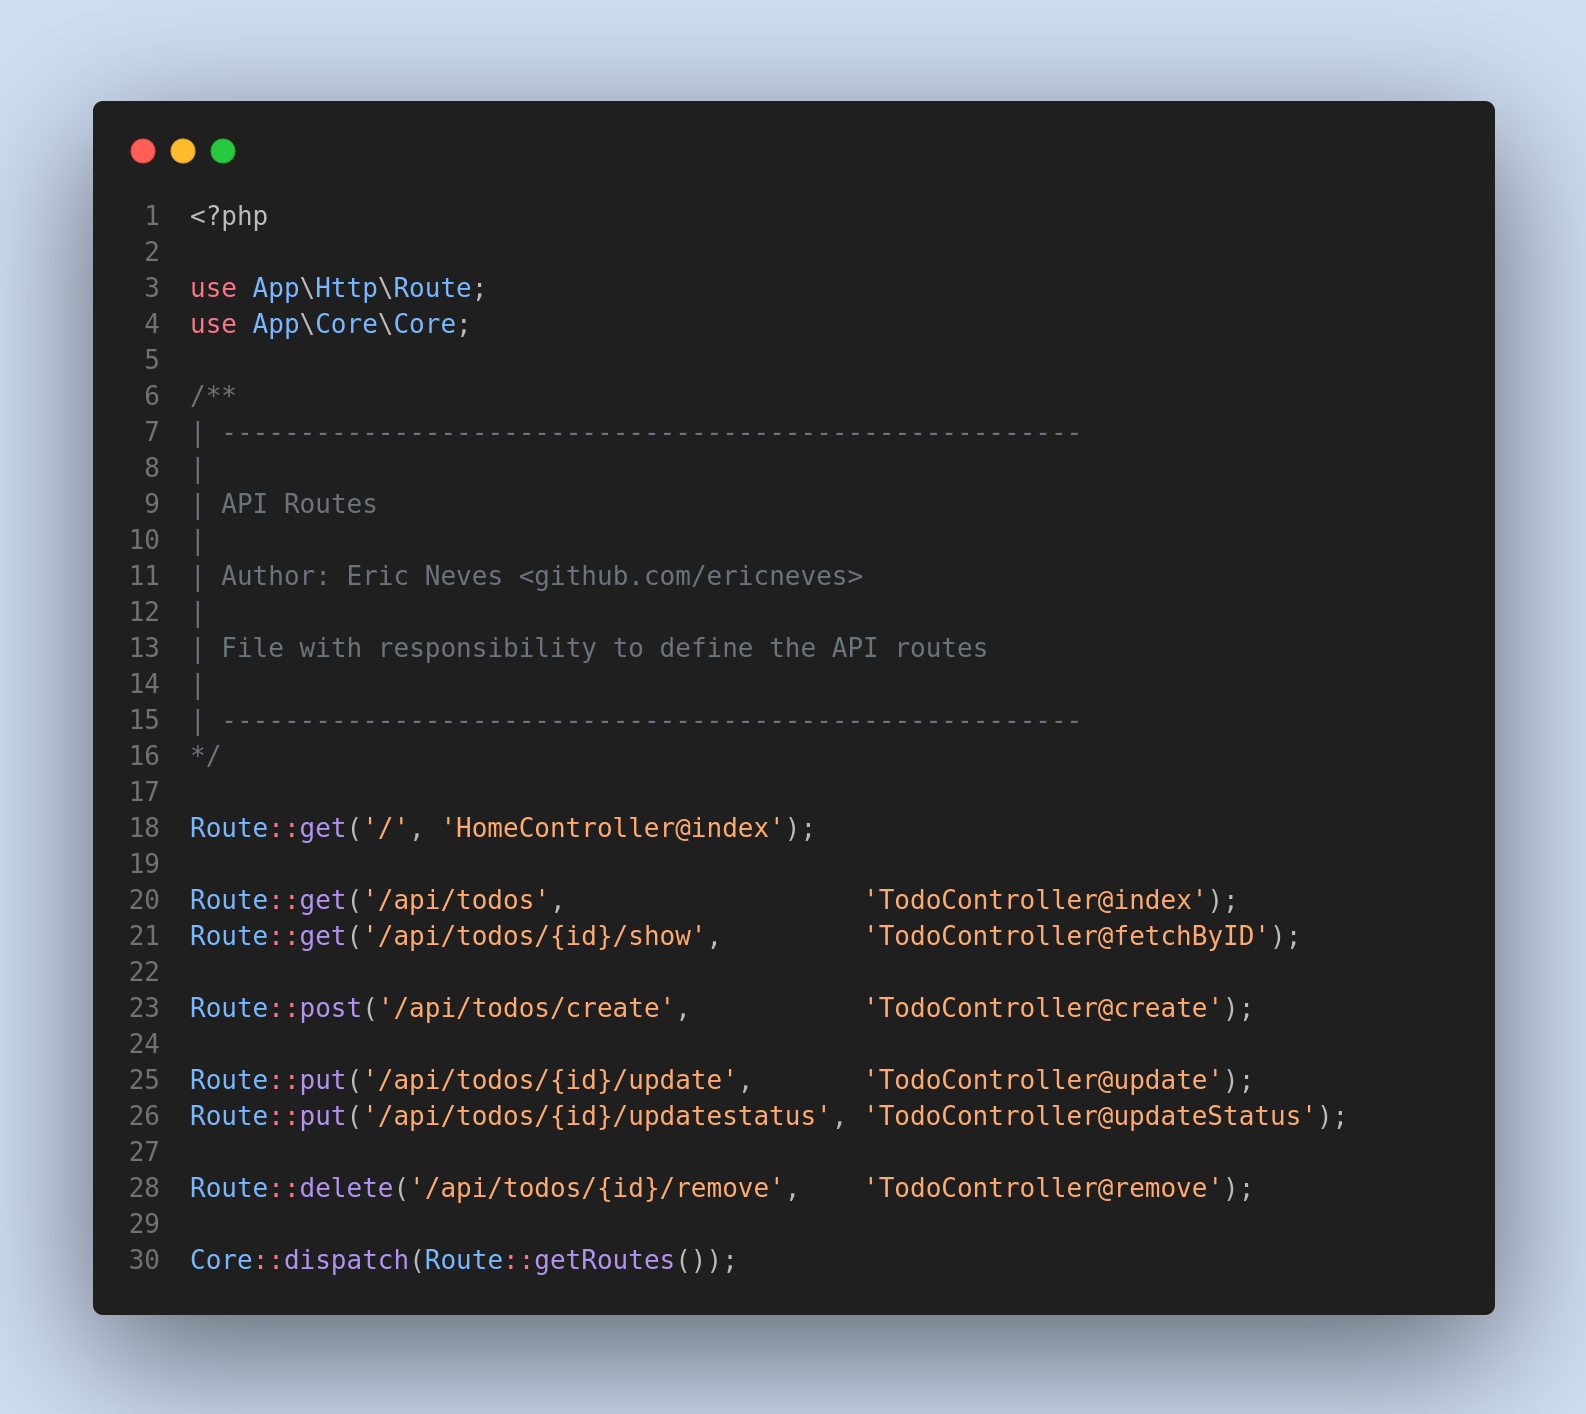 1 <?php
2
3 use App\Http\Route;
4 use App\Core\Core;
5
6 /**
7 | -------------------------------------------------------
8 |
9 | API Routes
10 |
11 | Author: Eric Neves <github.com/ericneves>
12 |
13 | File with responsibility to define the API routes
14 |
15 | -------------------------------------------------------
16 */
17
18 Route::get('/', 'HomeController@index');
19
20 Route::get('/api/todos',                   'TodoController@index');
21 Route::get('/api/todos/{id}/show',         'TodoController@fetchByID');
22
23 Route::post('/api/todos/create',           'TodoController@create');
24
25 Route::put('/api/todos/{id}/update',       'TodoController@update');
26 Route::put('/api/todos/{id}/updatestatus', 'TodoController@updateStatus');
27
28 Route::delete('/api/todos/{id}/remove',    'TodoController@remove');
29
30 Core::dispatch(Route::getRoutes());